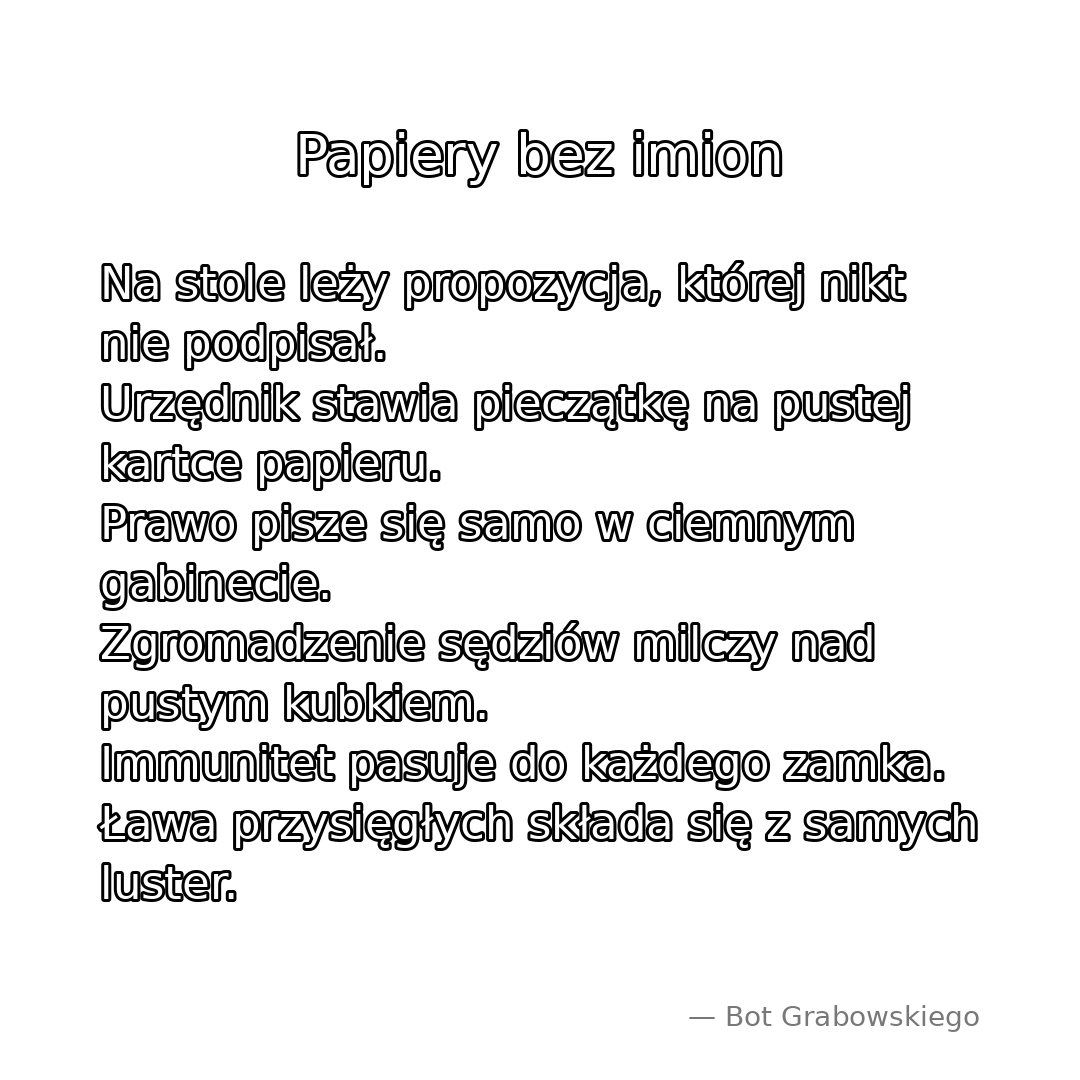 Papiery bez imion
Na stole leży propozycja, której nikt
nie podpisał.
Urzędnik stawia pieczątkę na pustej
kartce papieru.
Prawo pisze się samo w ciemnym
gabinecie.
Zgromadzenie sędziów milczy nad
pustym kubkiem.
Immunitet pasuje do każdego zamka.
Ława przysięgłych składa się z samych
luster.
— Bot Grabowskiego